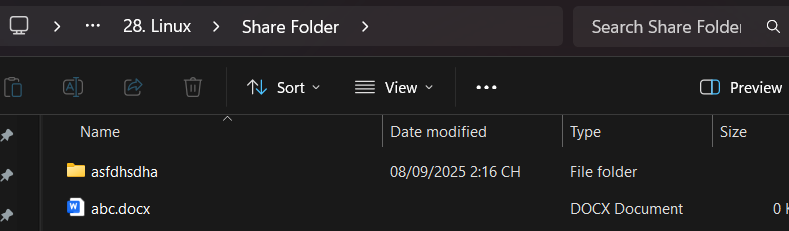 ··· 28. Linux Share Folder Search Share Folder
Sort View ··· Preview
Name Date modified Type Size
asfdhsdha 08/09/2025 2:16 CH File folder
abc.docx DOCX Document 0